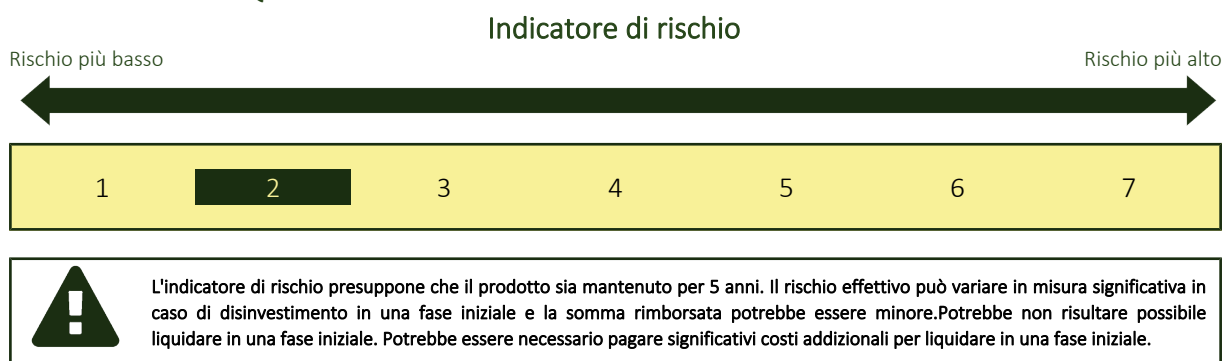 Indicatore di rischio
Rischio più basso
Rischio più alto
1 2 3 4 5 6 7
L'indicatore di rischio presuppone che il prodotto sia mantenuto per 5 anni. Il rischio effettivo può variare in misura significativa in
caso di disinvestimento in una fase iniziale e la somma rimborsata potrebbe essere minore.Potrebbe non risultare possibile
liquidare in una fase iniziale. Potrebbe essere necessario pagare significativi costi addizionali per liquidare in una fase iniziale.